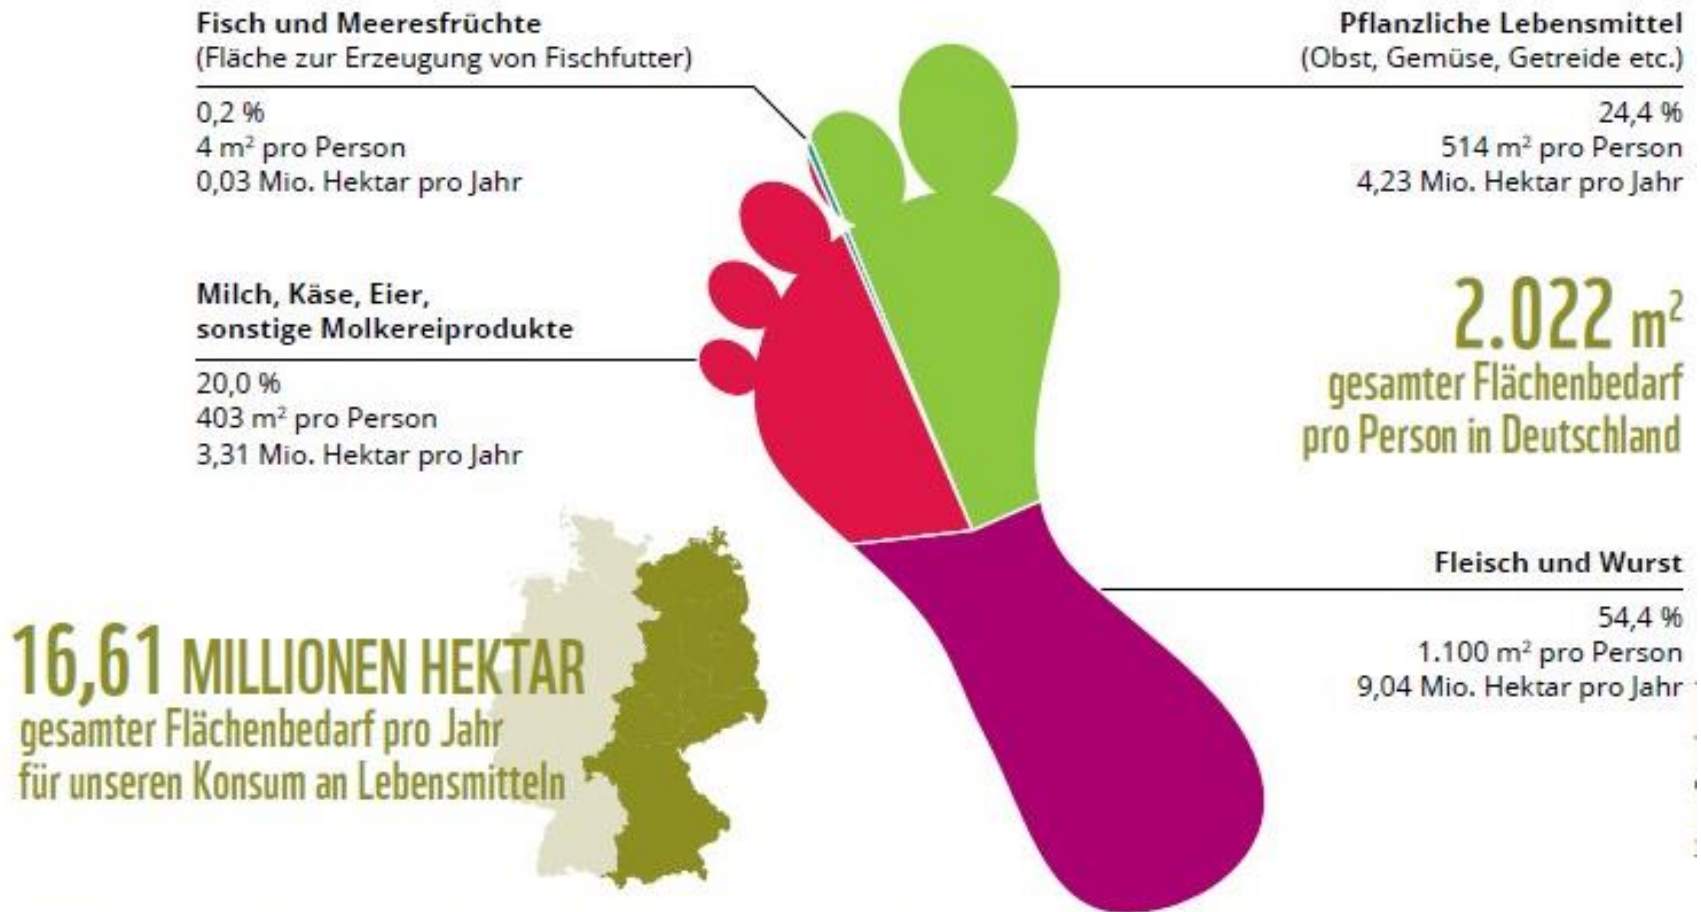 Fisch und Meeresfrüchte
(Fläche zur Erzeugung von Fischfutter)
0,2 %
4 m² pro Person
0,03 Mio. Hektar pro Jahr
Pflanzliche Lebensmittel
(Obst, Gemüse, Getreide etc.)
24,4 %
514 m² pro Person
4,23 Mio. Hektar pro Jahr
Milch, Käse, Eier,
sonstige Molkereiprodukte
20,0 %
403 m² pro Person
3,31 Mio. Hektar pro Jahr
2.022 m²
gesamter Flächenbedarf
pro Person in Deutschland
Fleisch und Wurst
54,4 %
1.100 m² pro Person
9,04 Mio. Hektar pro Jahr
16,61 MILLIONEN HEKTAR
gesamter Flächenbedarf pro Jahr
für unseren Konsum an Lebensmitteln